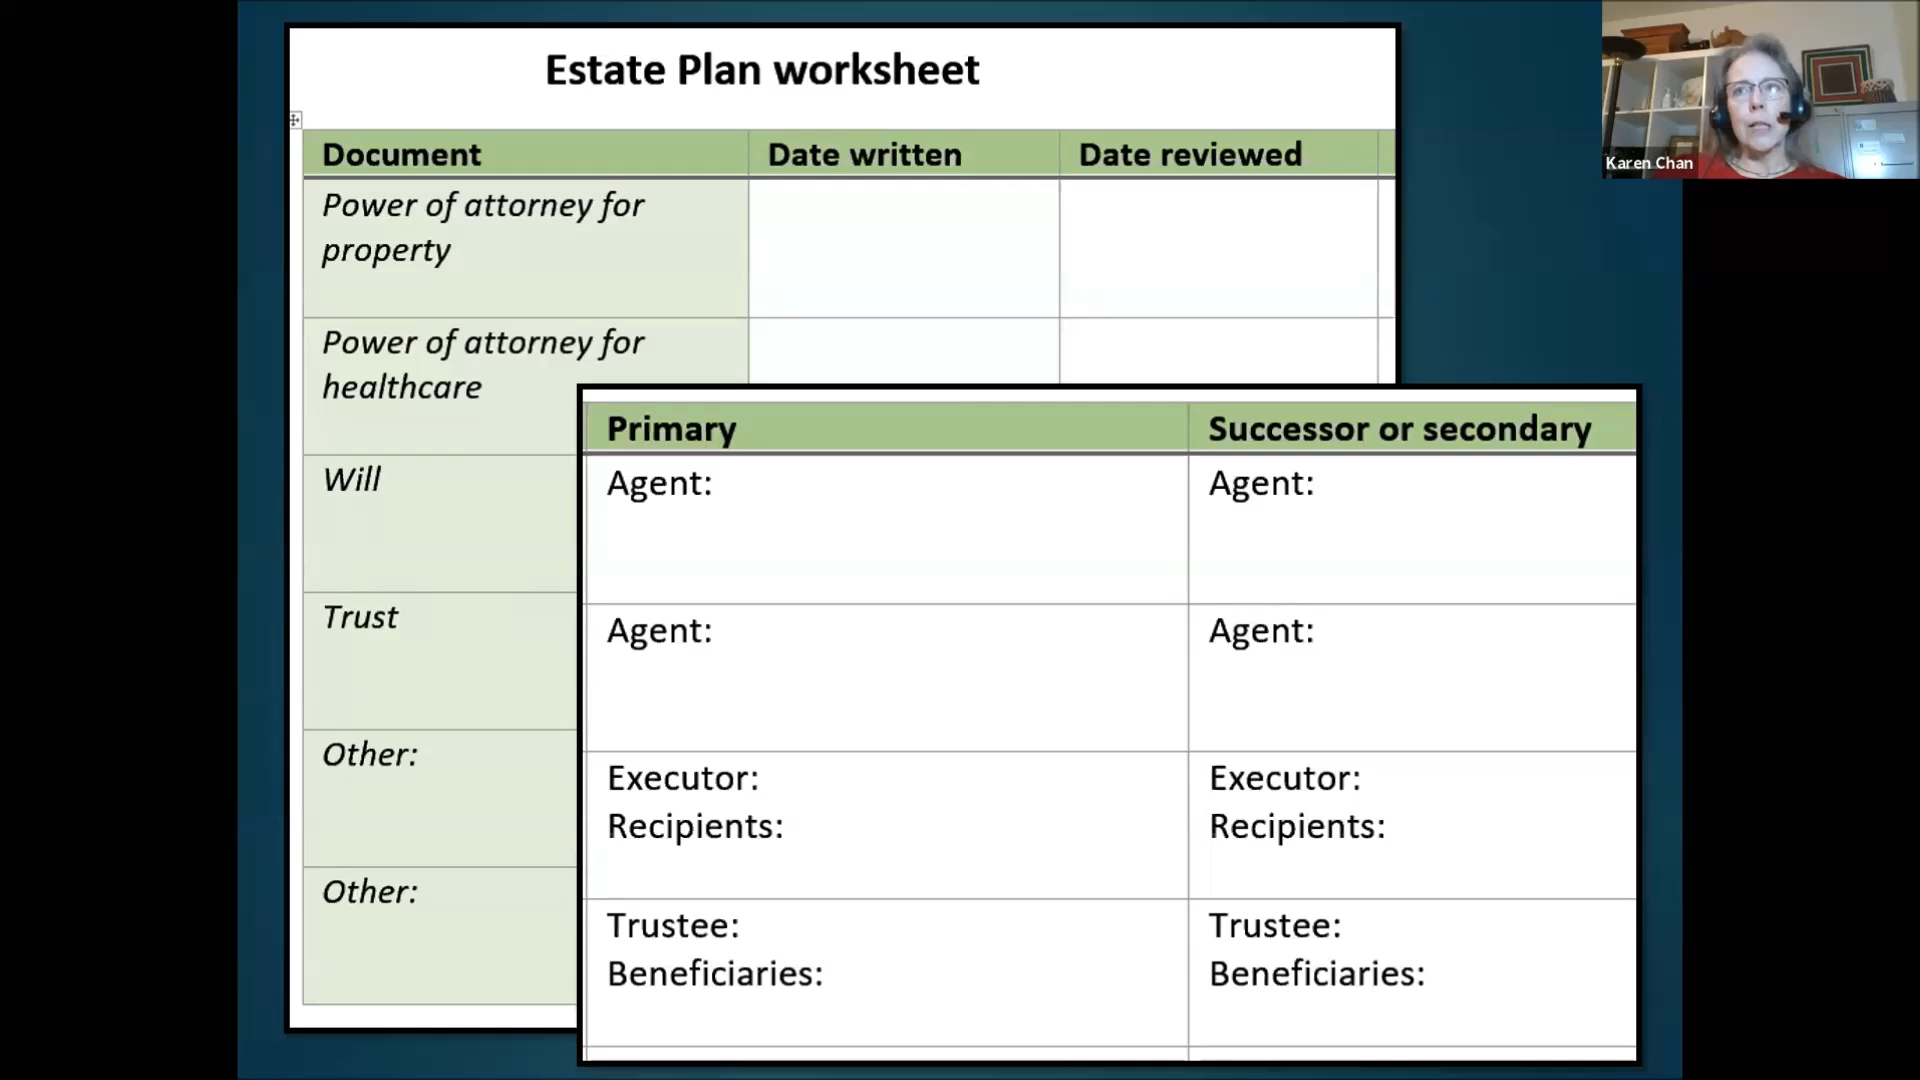 Estate Plan worksheet
Document Date written Date reviewed
Power of attorney for
property
Power of attorney for
healthcare
Will
Trust
Other:
Other:
Primary Successor or secondary
Agent: Agent:
Agent: Agent:
Executor: Executor:
Recipients: Recipients:
Trustee: Trustee:
Beneficiaries: Beneficiaries:
Karen Chan